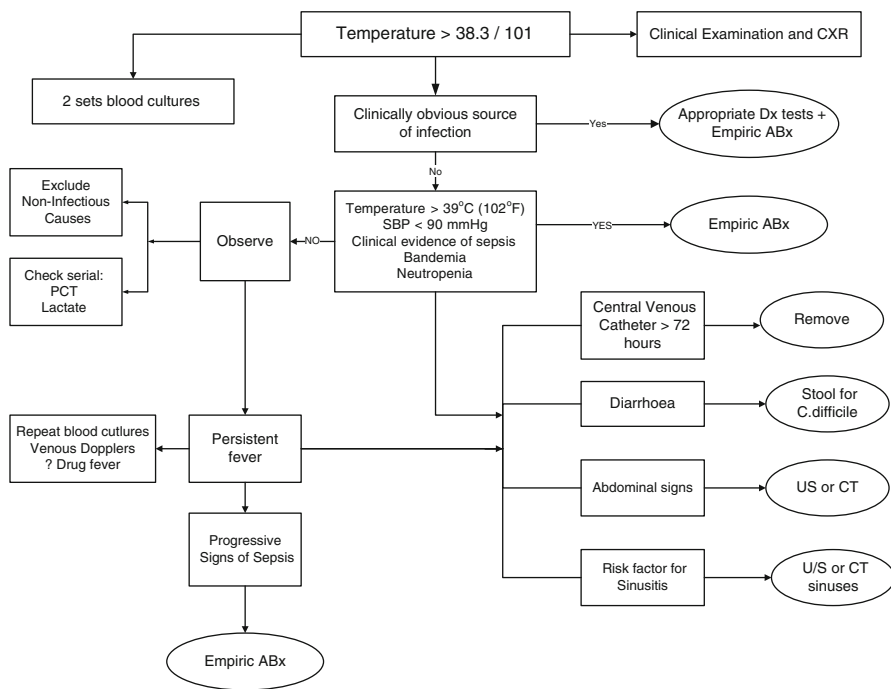 Temperature > 38.3 / 101
Clinical Examination and CXR
2 sets blood cultures
Clinically obvious source
of infection
Yes
Appropriate Dx tests +
Empiric ABx
No
Exclude
Non-Infectious
Causes
Observe
NO
Temperature > 39°C (102°F)
SBP < 90 mmHg
Clinical evidence of sepsis
Bandemia
Neutropenia
YES
Empiric ABx
Check serial:
PCT
Lactate
Central Venous
Catheter > 72
hours
Remove
Diarrhoea
Stool for
C.difficile
Repeat blood cutlures
Venous Dopplers
? Drug fever
Persistent
fever
Abdominal signs
US or CT
Progressive
Signs of Sepsis
Risk factor for
Sinusitis
U/S or CT
sinuses
Empiric ABx